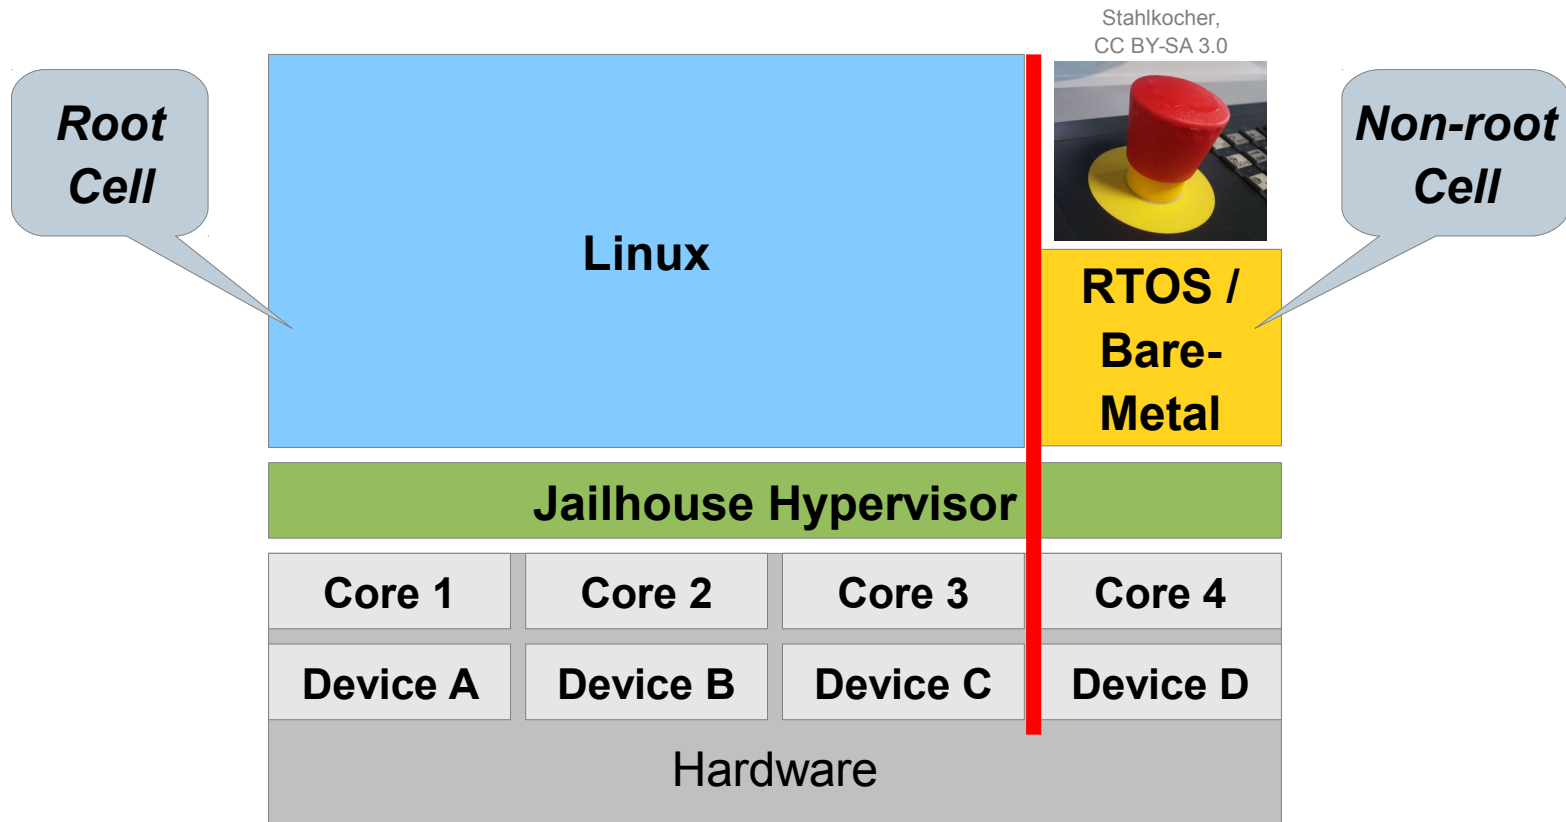 Stahlkocher,
CC BY-SA 3.0
Root
Cell
Non-root
Cell
Linux
RTOS /
Bare-
Metal
Jailhouse Hypervisor
Core 1
Core 2
Core 3
Core 4
Device A
Device B
Device C
Device D
Hardware